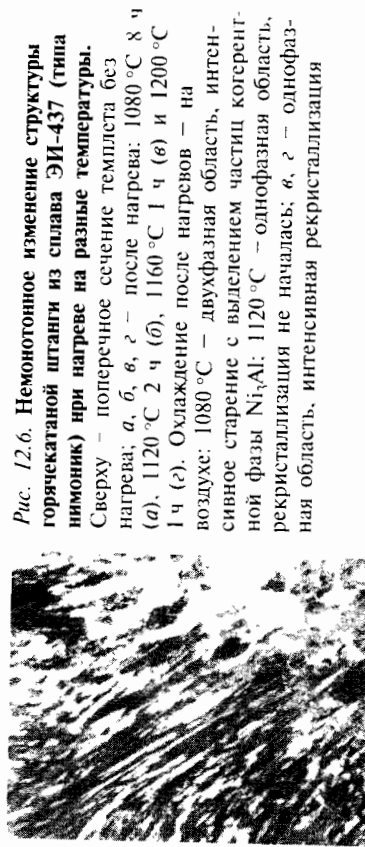 Рис. 12.6. Немонотонное изменение структуры
горячекатаной штанги из сплава ЭИ-437 (типа
нимоник) при нагреве на разные температуры.
Сверху – поперечное сечение темплета без
нагрева; а, б, в, г – после нагрева: 1080 °С 8 ч
(а), 1120 °С 2 ч (б), 1160 °С 1 ч (в) и 1200 °С
1 ч (г). Охлаждение после нагревов – на
воздухе: 1080 °С – двухфазная область, интен-
сивное старение с выделением частиц когерент-
ной фазы Ni₃Al; 1120 °С – однофазная область,
рекристаллизация не началась; в, г – однофаз-
ная область, интенсивная рекристаллизация